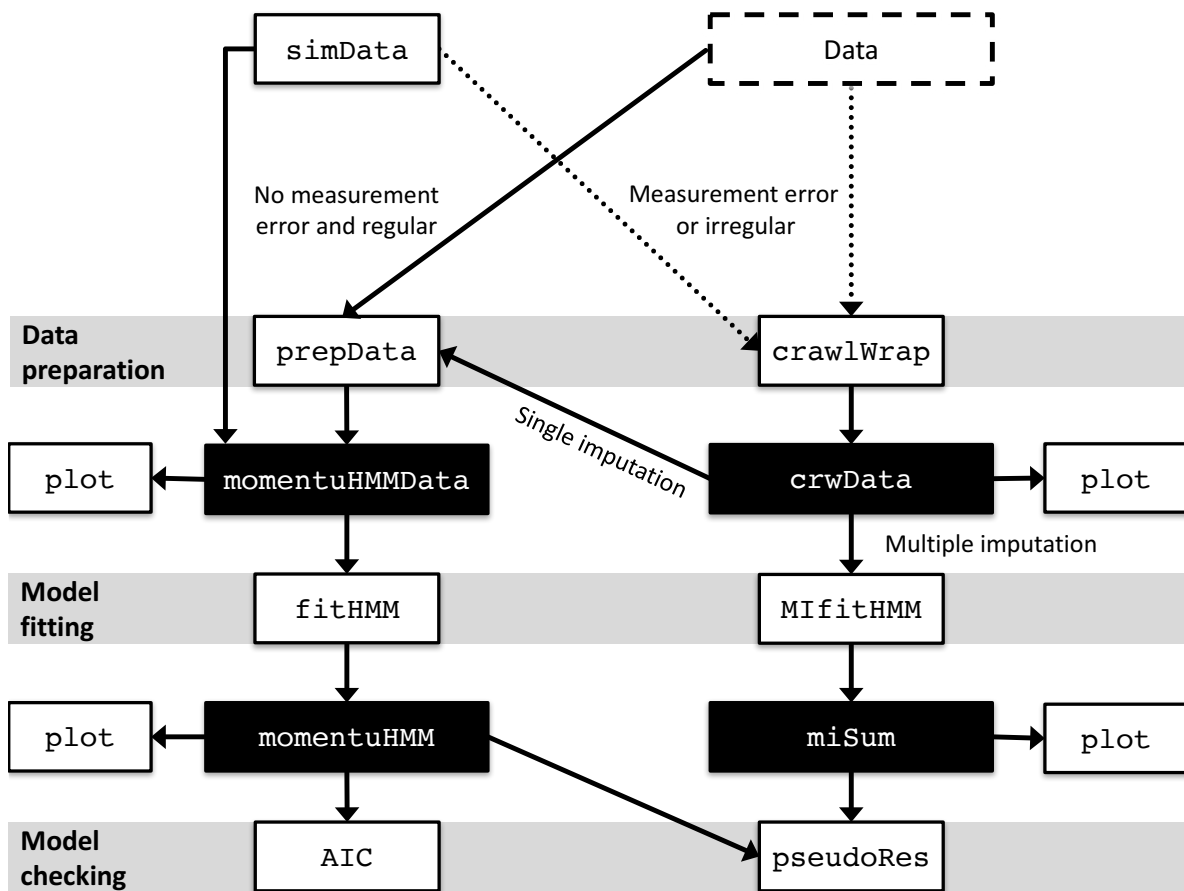 simData
Data
No measurement
error and regular
Measurement error
or irregular
Data
preparation
prepData
crawlWrap
Single imputation
plot
momentuHMMData
crwData
plot
Multiple imputation
Model
fitting
fitHMM
MIfitHMM
plot
momentuHMM
miSum
plot
Model
checking
AIC
pseudoRes